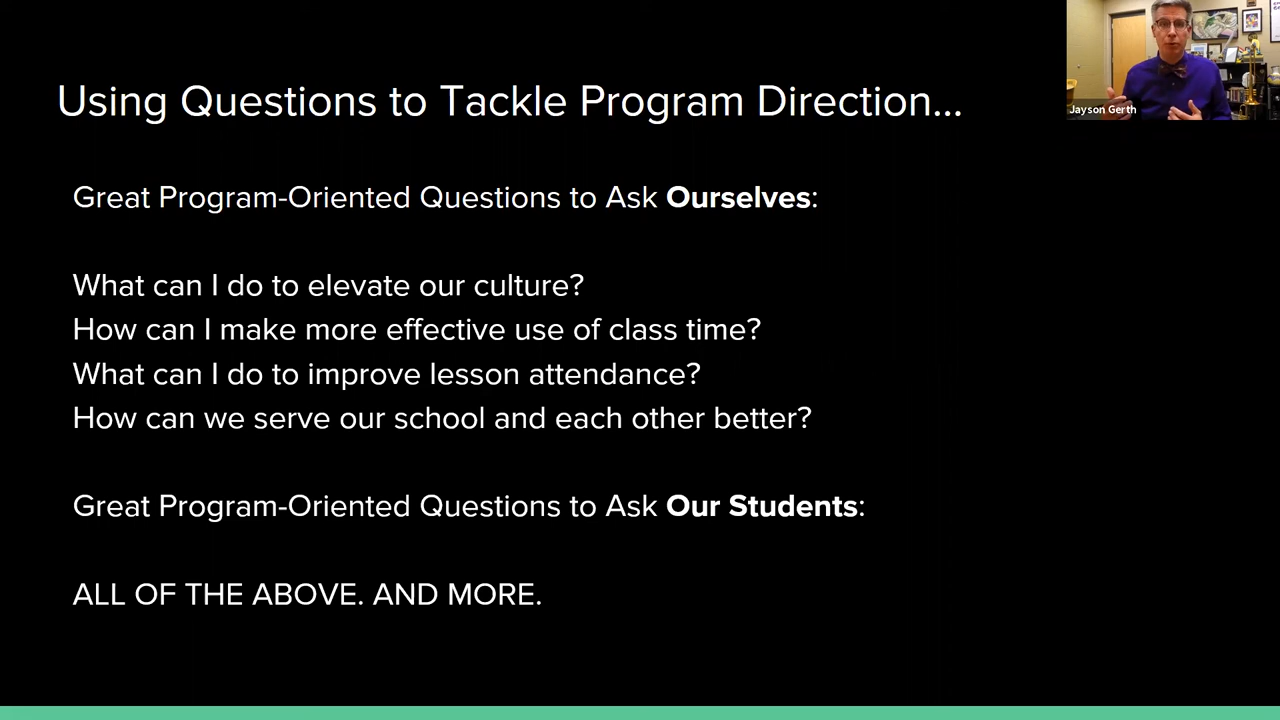 Using Questions to Tackle Program Direction...
Jayson Gerth
Great Program-Oriented Questions to Ask Ourselves:
What can I do to elevate our culture?
How can I make more effective use of class time?
What can I do to improve lesson attendance?
How can we serve our school and each other better?
Great Program-Oriented Questions to Ask Our Students:
ALL OF THE ABOVE. AND MORE.